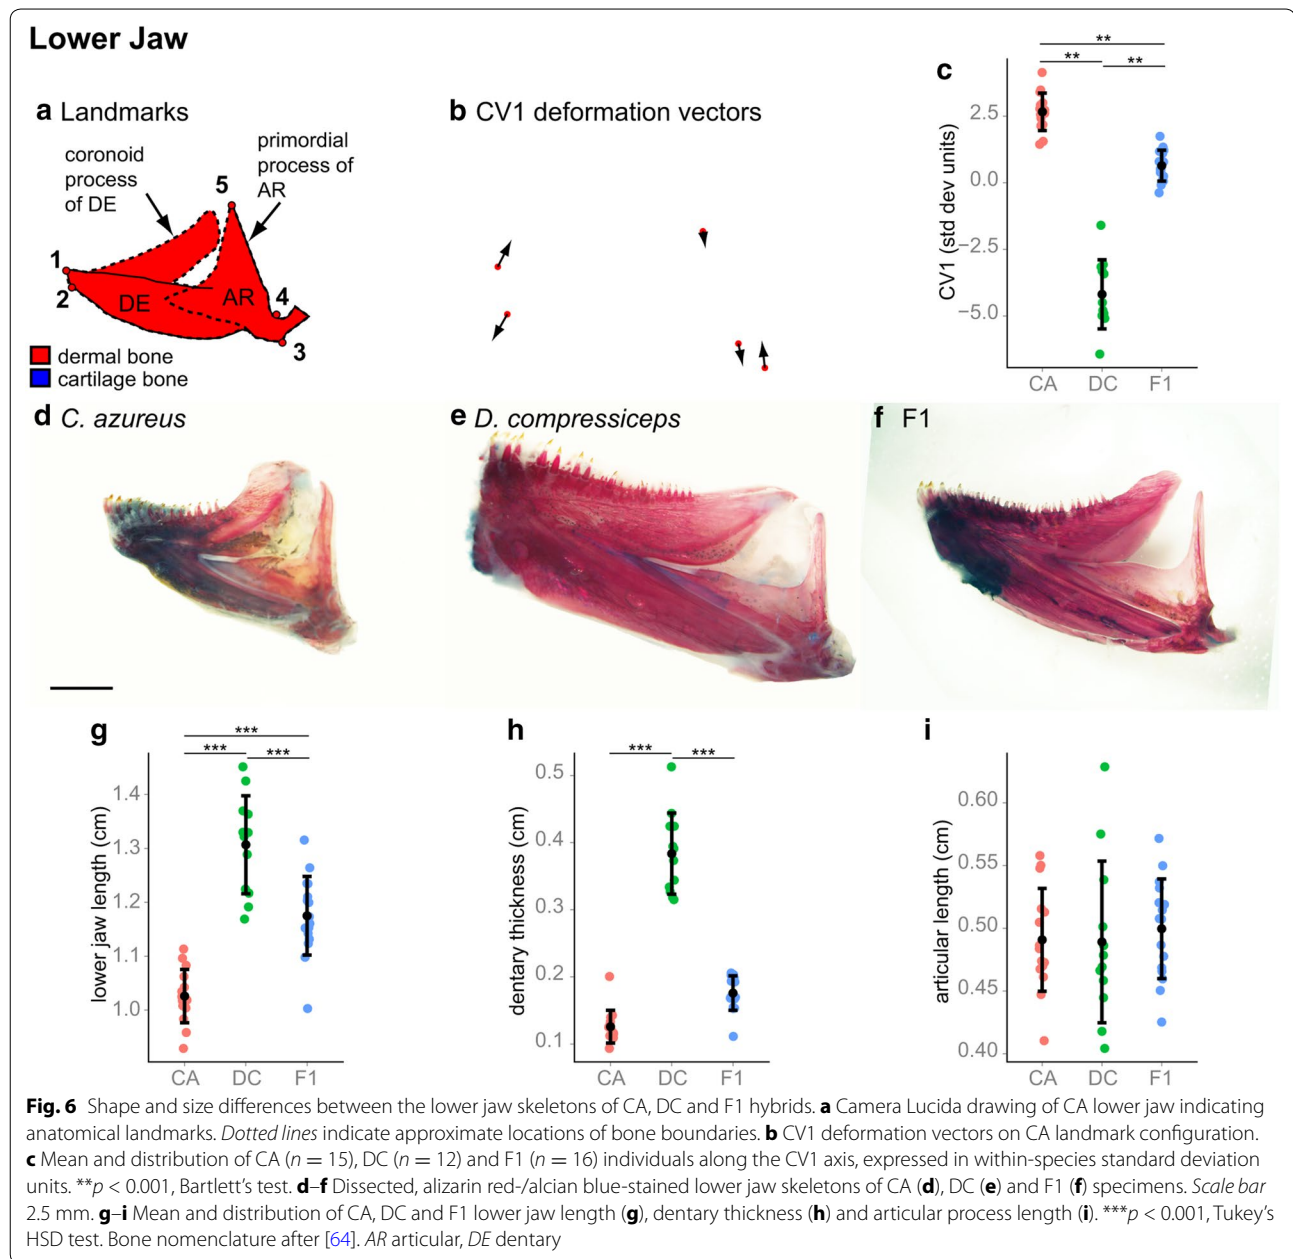 Lower Jaw
a Landmarks
coronoid
process
of DE
primordial
process of
AR
5
1
2
DE
AR
4
3
dermal bone
cartilage bone
b CV1 deformation vectors
c
**
** **
CV1 (std dev units)
2.5
0.0
−2.5
−5.0
CA DC F1
d C. azureus
e D. compressiceps
f F1
g
***
*** ***
lower jaw length (cm)
1.4
1.3
1.2
1.1
1.0
CA DC F1
h
*** ***
dentary thickness (cm)
0.5
0.4
0.3
0.2
0.1
CA DC F1
i
articular length (cm)
0.60
0.55
0.50
0.45
0.40
CA DC F1
Fig. 6 Shape and size differences between the lower jaw skeletons of CA, DC and F1 hybrids. a Camera Lucida drawing of CA lower jaw indicating
anatomical landmarks. Dotted lines indicate approximate locations of bone boundaries. b CV1 deformation vectors on CA landmark configuration.
c Mean and distribution of CA (n = 15), DC (n = 12) and F1 (n = 16) individuals along the CV1 axis, expressed in within-species standard deviation
units. **p < 0.001, Bartlett's test. d–f Dissected, alizarin red-/alcian blue-stained lower jaw skeletons of CA (d), DC (e) and F1 (f) specimens. Scale bar
2.5 mm. g–i Mean and distribution of CA, DC and F1 lower jaw length (g), dentary thickness (h) and articular process length (i). ***p < 0.001, Tukey's
HSD test. Bone nomenclature after [64]. AR articular, DE dentary